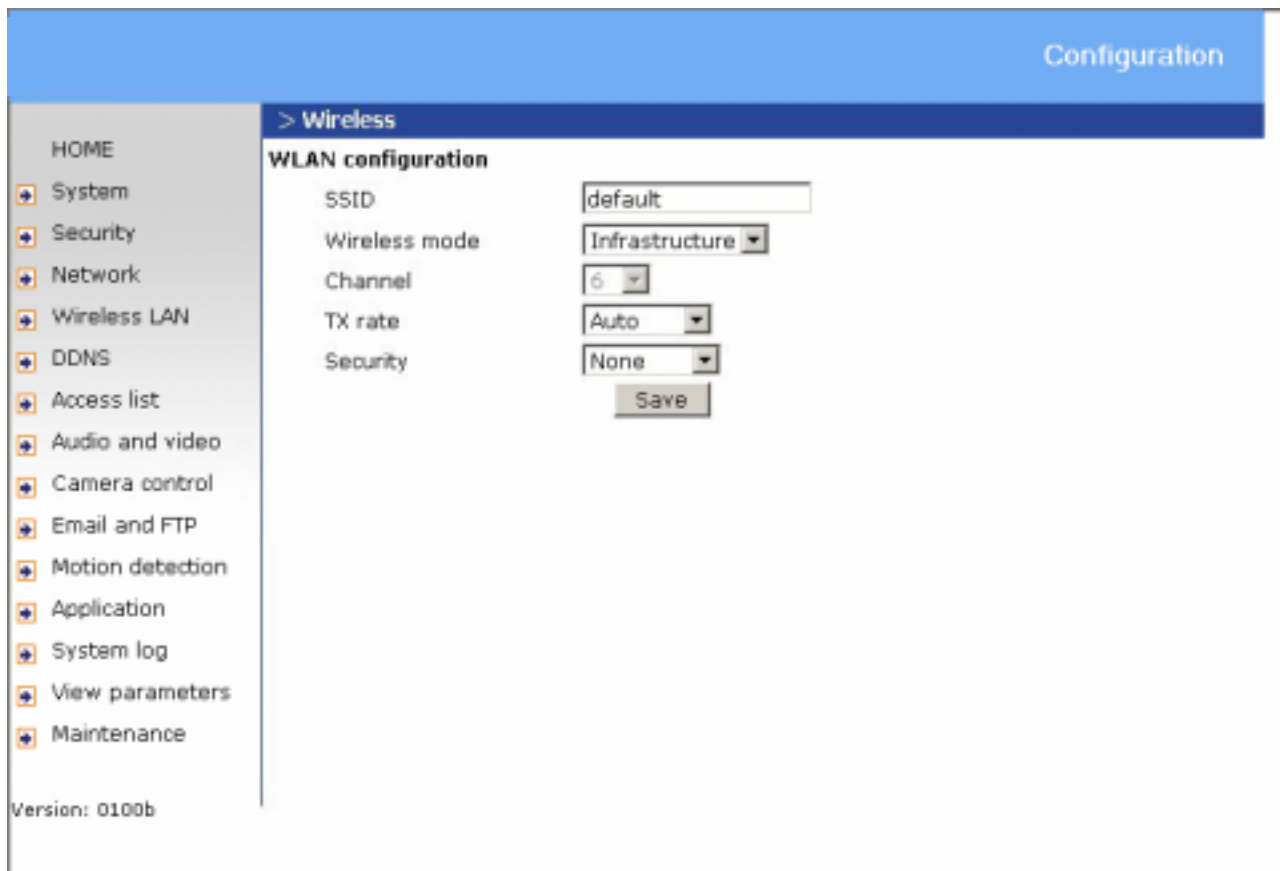 Configuration
> Wireless
HOME
System
Security
Network
Wireless LAN
DDNS
Access list
Audio and video
Camera control
Email and FTP
Motion detection
Application
System log
View parameters
Maintenance
Version: 0100b
WLAN configuration
SSID default
Wireless mode Infrastructure
Channel 6
TX rate Auto
Security None
Save